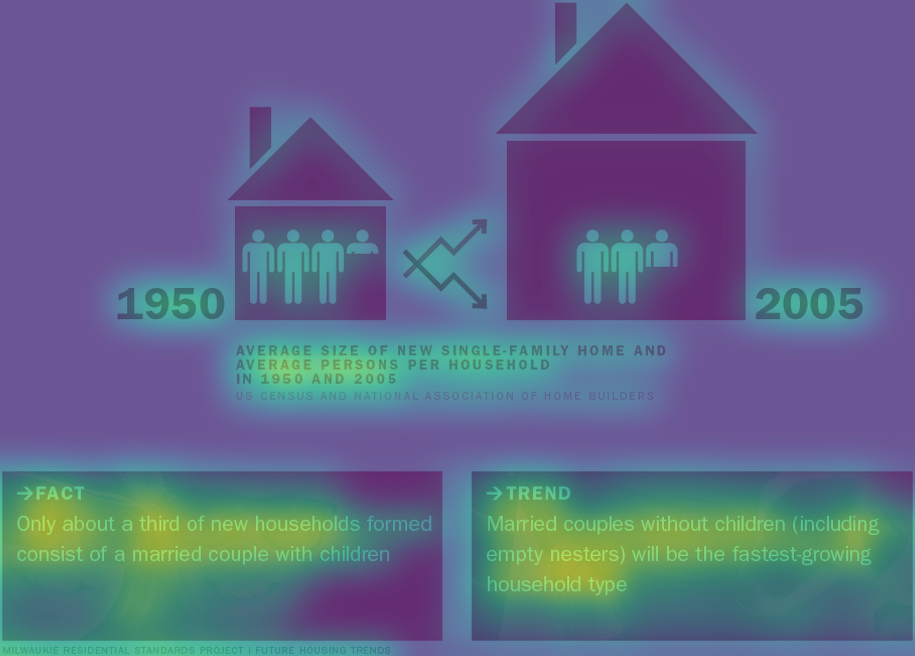 1950
2005
AVERAGE SIZE OF NEW SINGLE-FAMILY HOME AND
AVERAGE PERSONS PER HOUSEHOLD
IN 1950 AND 2005
US CENSUS AND NATIONAL ASSOCIATION OF HOME BUILDERS
→FACT
Only about a third of new households formed
consist of a married couple with children
→TREND
Married couples without children (including
empty nesters) will be the fastest-growing
household type
MILWAUKIE RESIDENTIAL STANDARDS PROJECT | FUTURE HOUSING TRENDS